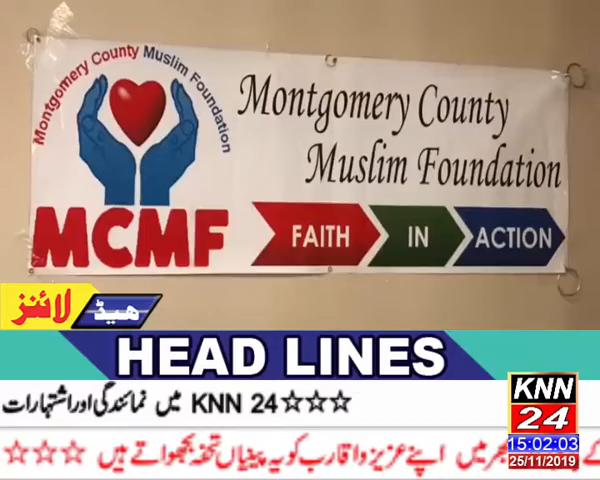 Montgomery County Muslim Foundation
MCMF
Montgomery County
Muslim Foundation
FAITH IN ACTION
ہیڈ لائنز
HEAD LINES
☆☆☆KNN 24 میں نمائندگی اور اشتہارات
KNN
24
15:02:03
25/11/2019
میں اپنے عزیز و اقارب کو یہ پیٹیاں تحفہ بھجواتے ہیں ☆☆☆